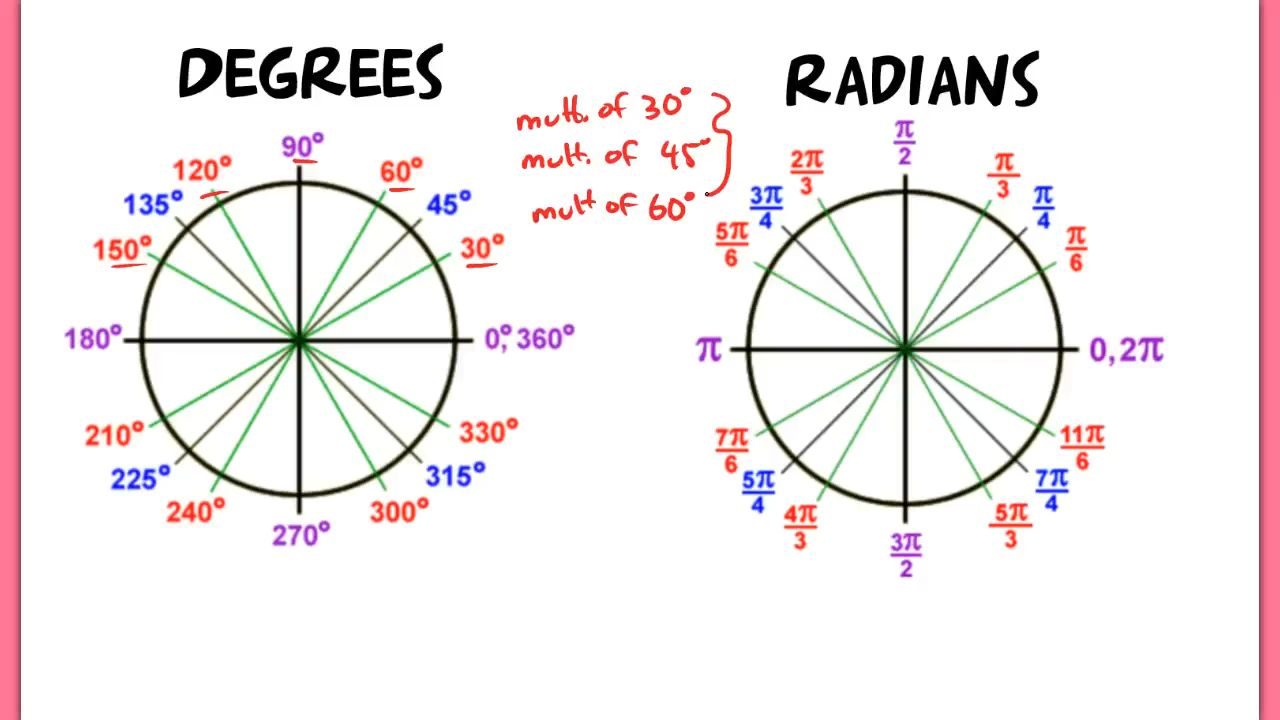 DEGREES
RADIANS
mult. of 30°
mult. of 45°
mult of 60°
90°
120°
60°
135°
45°
150°
30°
180°
0°, 360°
210°
330°
225°
315°
240°
300°
270°
π/2
2π/3
π/3
3π/4
π/4
5π/6
π/6
π
0, 2π
7π/6
11π/6
5π/4
7π/4
4π/3
5π/3
3π/2